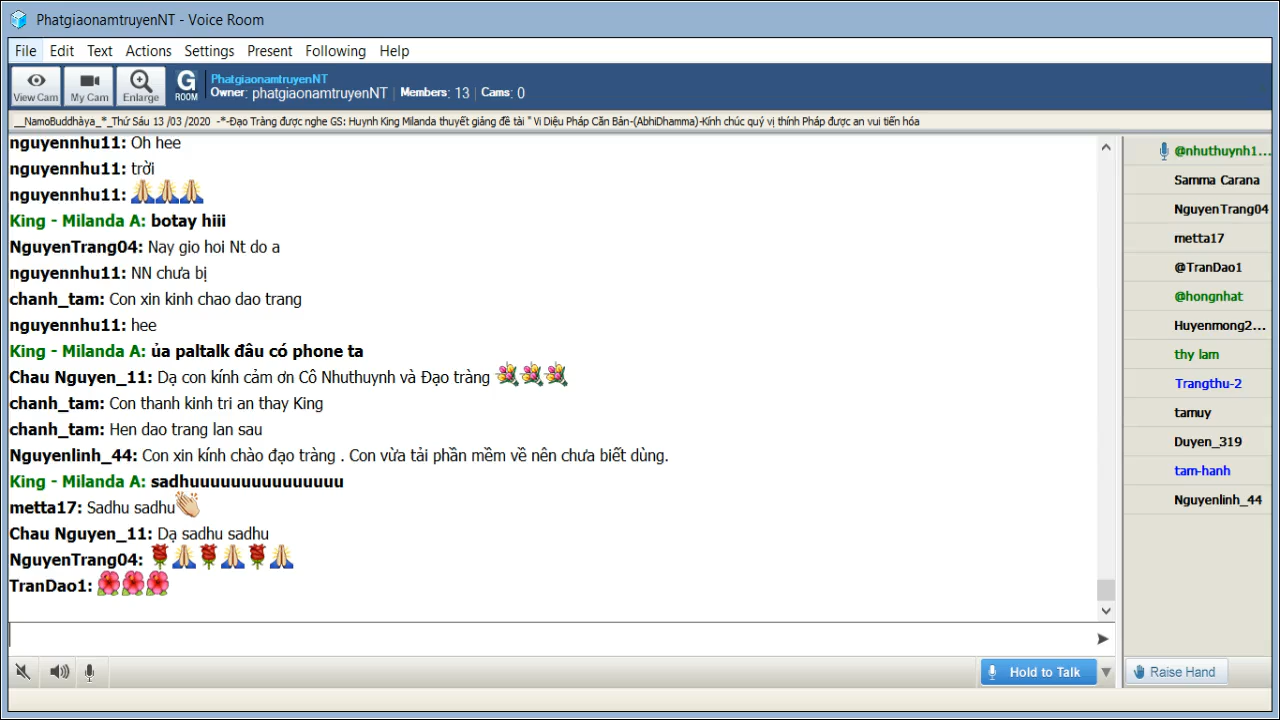 PhatgiaonamtruyenNT - Voice Room
File Edit Text Actions Settings Present Following Help
View Cam My Cam Enlarge G ROOM
PhatgiaonamtruyenNT
Owner: phatgiaonamtruyenNT Members: 13 Cams: 0
__NamoBuddhàya_*_Thứ Sáu 13 /03 /2020 -*-Đạo Tràng được nghe GS: Huynh King Milanda thuyết giảng đề tài " Vi Diệu Pháp Căn Bản-(AbhiDhamma)-Kính chúc quý vị thính Pháp được an vui tiến hóa
nguyennhu11: Oh hee
nguyennhu11: trời
nguyennhu11: 🙏🙏🙏
King - Milanda A: botay hiii
NguyenTrang04: Nay gio hoi Nt do a
nguyennhu11: NN chưa bị
chanh_tam: Con xin kinh chao dao trang
nguyennhu11: hee
King - Milanda A: ủa paltalk đâu có phone ta
Chau Nguyen_11: Dạ con kính cảm ơn Cô Nhuthuynh và Đạo tràng 💐💐💐
chanh_tam: Con thanh kinh tri an thay King
chanh_tam: Hen dao trang lan sau
Nguyenlinh_44: Con xin kính chào đạo tràng . Con vừa tải phần mềm về nên chưa biết dùng.
King - Milanda A: sadhuuuuuuuuuuuuuuu
metta17: Sadhu sadhu👏
Chau Nguyen_11: Dạ sadhu sadhu
NguyenTrang04: 🌹🙏🌹🙏🌹🙏
TranDao1: 🌺🌺🌺
@nhuthuynh1...
Samma Carana
NguyenTrang04
metta17
@TranDao1
@hongnhat
Huyenmong2...
thy lam
Trangthu-2
tamuy
Duyen_319
tam-hanh
Nguyenlinh_44
Hold to Talk
Raise Hand